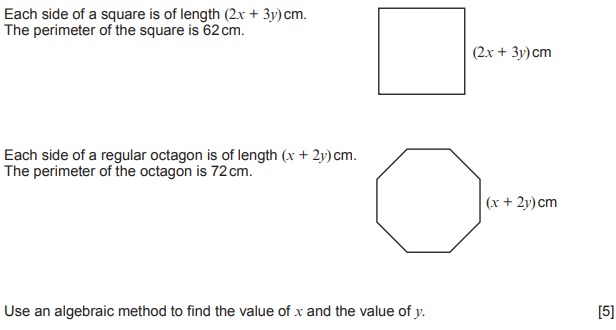 Each side of a square is of length (2x + 3y) cm.
The perimeter of the square is 62 cm.
(2x + 3y) cm
Each side of a regular octagon is of length (x + 2y) cm.
The perimeter of the octagon is 72 cm.
(x + 2y) cm
Use an algebraic method to find the value of x and the value of y. [5]